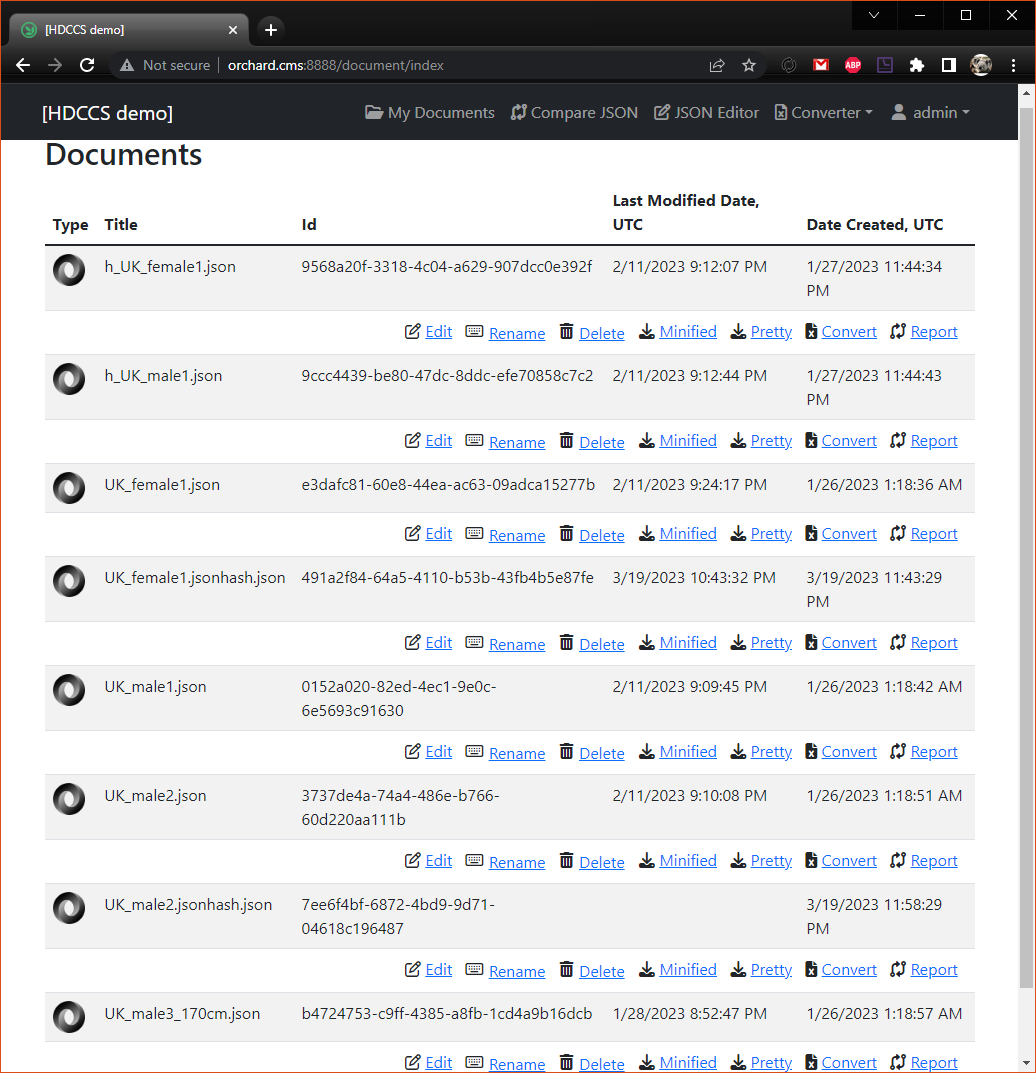 [HDCCS demo]
Not secure | orchard.cms:8888/document/index
ABP
[HDCCS demo] My Documents Compare JSON JSON Editor Converter admin
Documents
Last Modified Date,
Type Title Id UTC Date Created, UTC
h_UK_female1.json 9568a20f-3318-4c04-a629-907dcc0e392f 2/11/2023 9:12:07 PM 1/27/2023 11:44:34
PM
Edit Rename Delete Minified Pretty Convert Report
h_UK_male1.json 9ccc4439-be80-47dc-8ddc-efe70858c7c2 2/11/2023 9:12:44 PM 1/27/2023 11:44:43
PM
Edit Rename Delete Minified Pretty Convert Report
UK_female1.json e3dafc81-60e8-44ea-ac63-09adca15277b 2/11/2023 9:24:17 PM 1/26/2023 1:18:36 AM
Edit Rename Delete Minified Pretty Convert Report
UK_female1.jsonhash.json 491a2f84-64a5-4110-b53b-43fb4b5e87fe 3/19/2023 10:43:32 PM 3/19/2023 11:43:29
PM
Edit Rename Delete Minified Pretty Convert Report
UK_male1.json 0152a020-82ed-4ec1-9e0c- 2/11/2023 9:09:45 PM 1/26/2023 1:18:42 AM
6e5693c91630
Edit Rename Delete Minified Pretty Convert Report
UK_male2.json 3737de4a-74a4-486e-b766- 2/11/2023 9:10:08 PM 1/26/2023 1:18:51 AM
60d220aa111b
Edit Rename Delete Minified Pretty Convert Report
UK_male2.jsonhash.json 7ee6f4bf-6872-4bd9-9d71- 3/19/2023 11:58:29
04618c196487 PM
Edit Rename Delete Minified Pretty Convert Report
UK_male3_170cm.json b4724753-c9ff-4385-a8fb-1cd4a9b16dcb 1/28/2023 8:52:47 PM 1/26/2023 1:18:57 AM
Edit Rename Delete Minified Pretty Convert Report